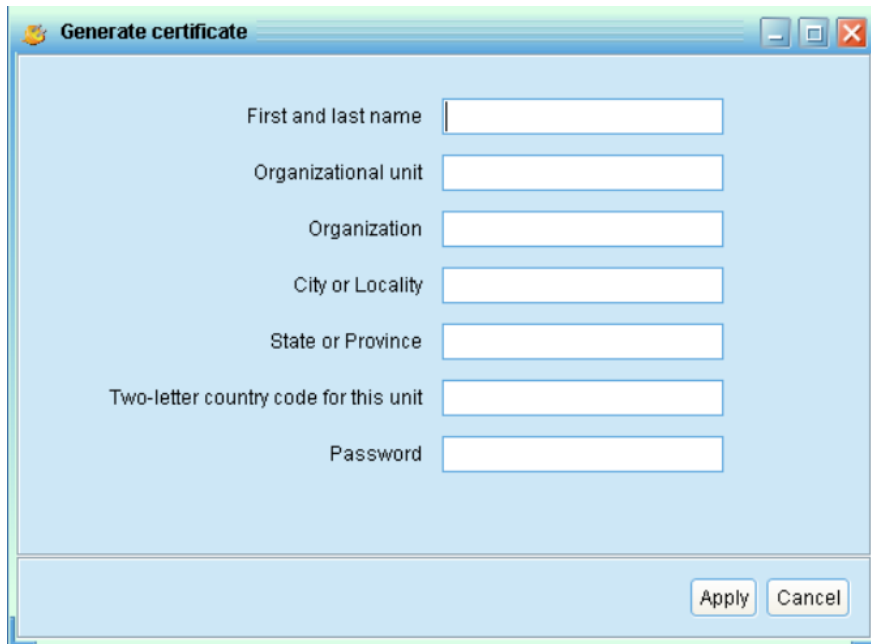 Generate certificate
First and last name
Organizational unit
Organization
City or Locality
State or Province
Two-letter country code for this unit
Password
Apply Cancel